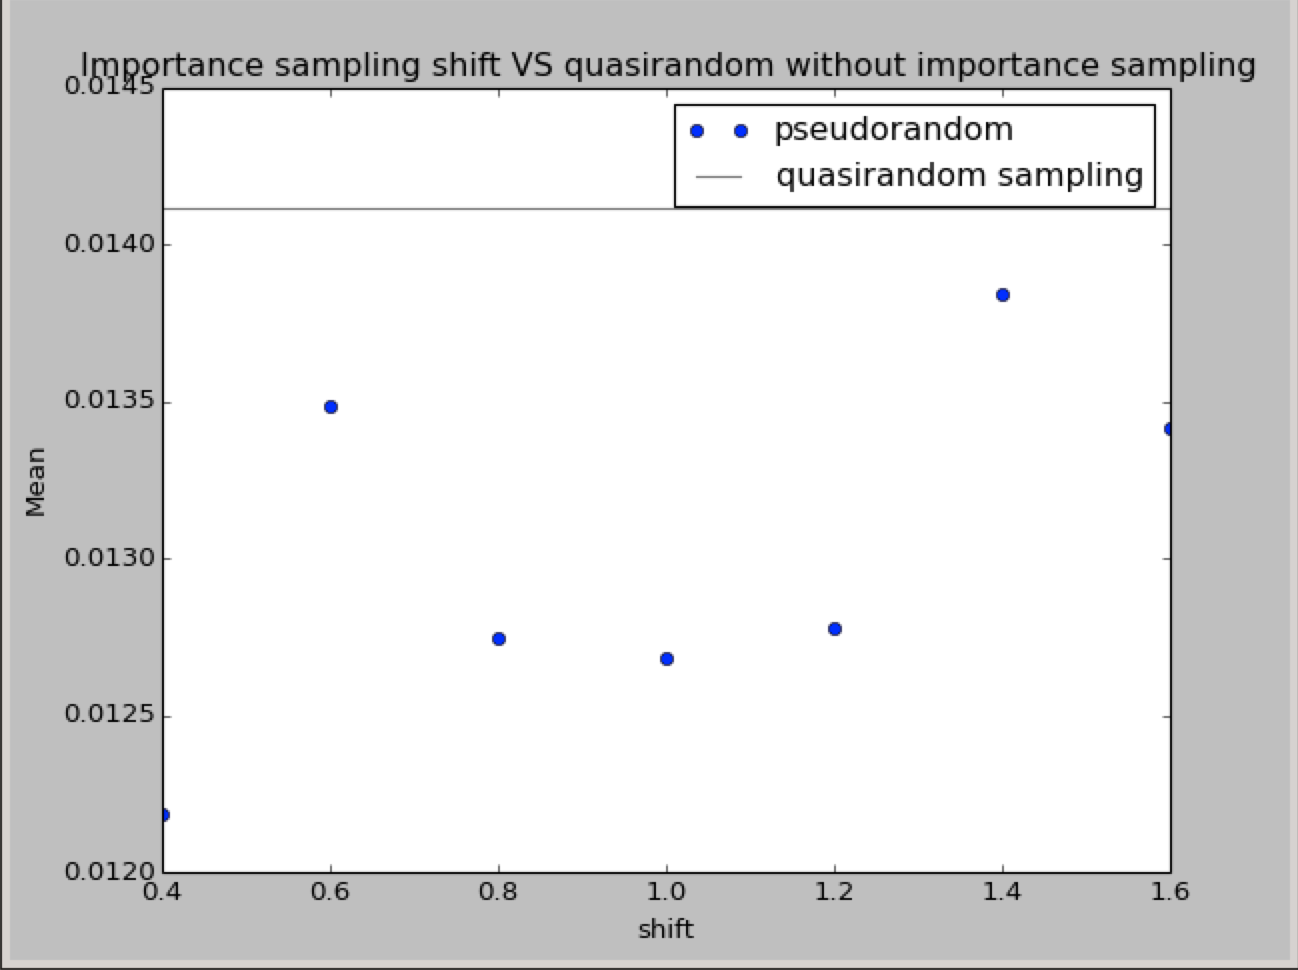 Importance sampling shift VS quasirandom without importance sampling
0.0145
pseudorandom
quasirandom sampling
0.0140
0.0135
Mean
0.0130
0.0125
0.0120
0.4 0.6 0.8 1.0 1.2 1.4 1.6
shift